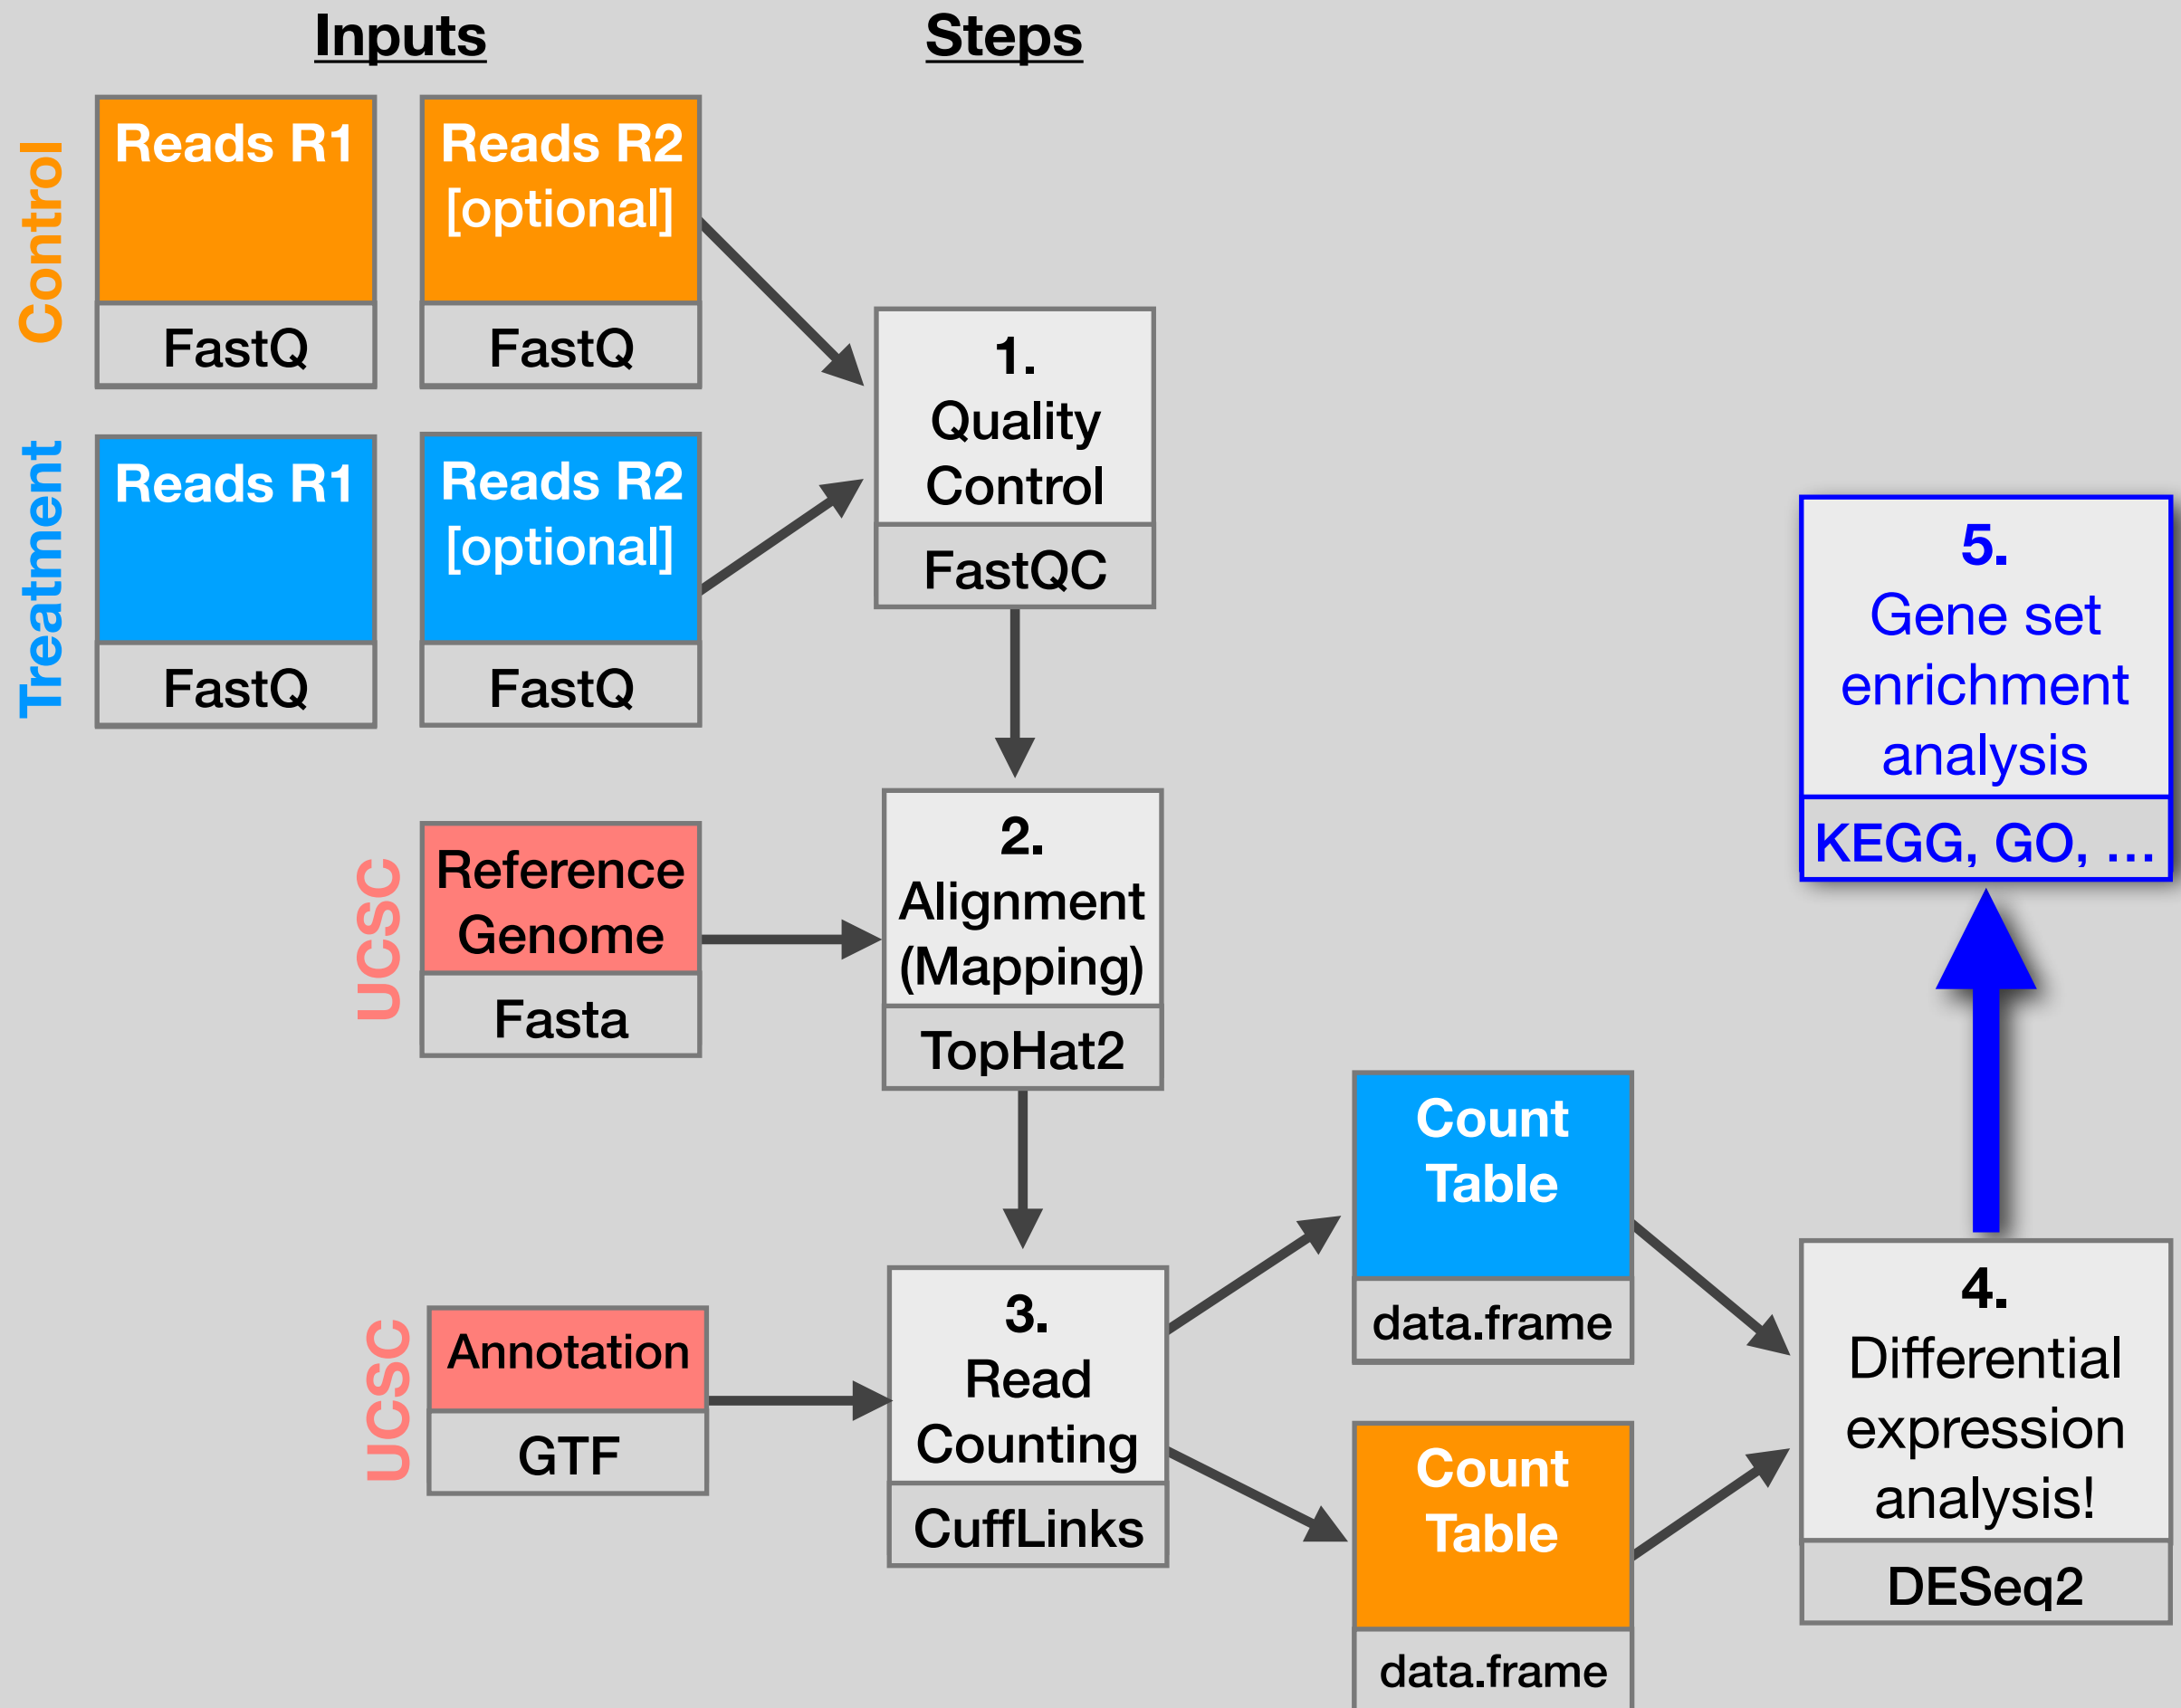 Inputs
Steps
Control
Reads R1
FastQ
Reads R2
[optional]
FastQ
Treatment
Reads R1
FastQ
Reads R2
[optional]
FastQ
1.
Quality
Control
FastQC
UCSC
Reference
Genome
Fasta
2.
Alignment
(Mapping)
TopHat2
UCSC
Annotation
GTF
3.
Read
Counting
CuffLinks
Count
Table
data.frame
Count
Table
data.frame
4.
Differential
expression
analysis!
DESeq2
5.
Gene set
enrichment
analysis
KEGG, GO, …